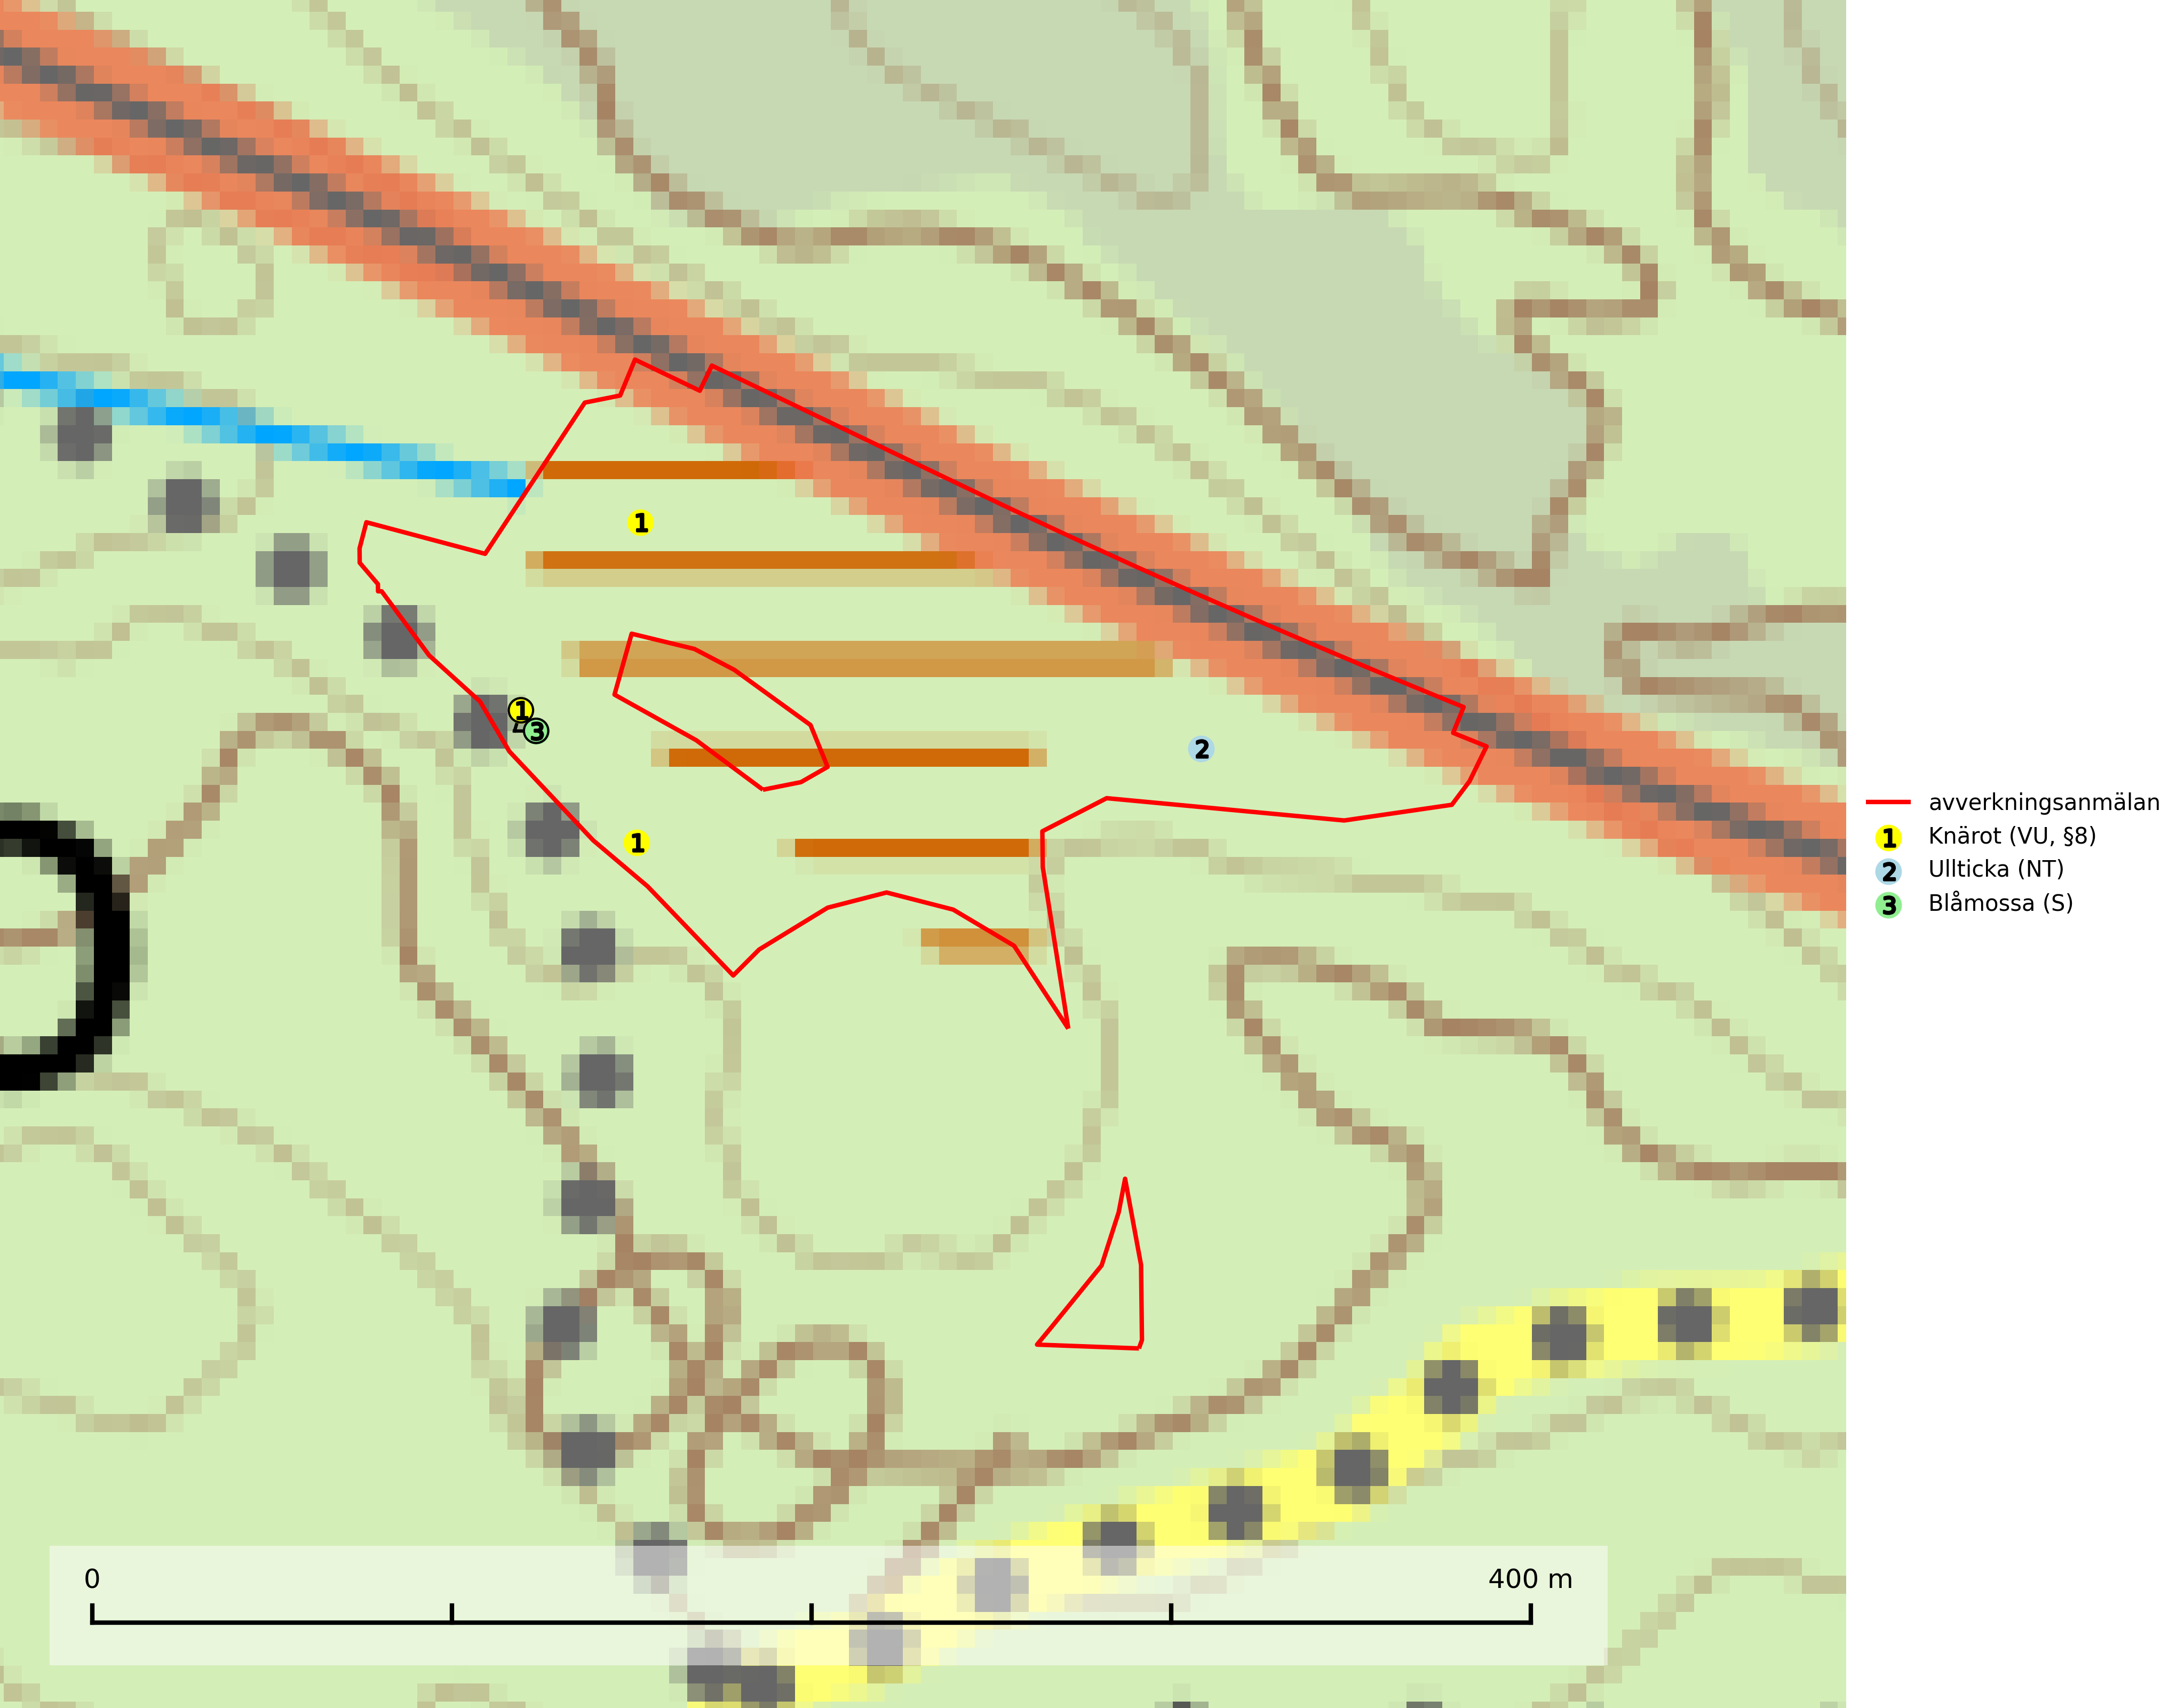 1
1
3
2
1
avverkningsanmälan
1 Knärot (VU, §8)
2 Ullticka (NT)
3 Blåmossa (S)
0 400 m